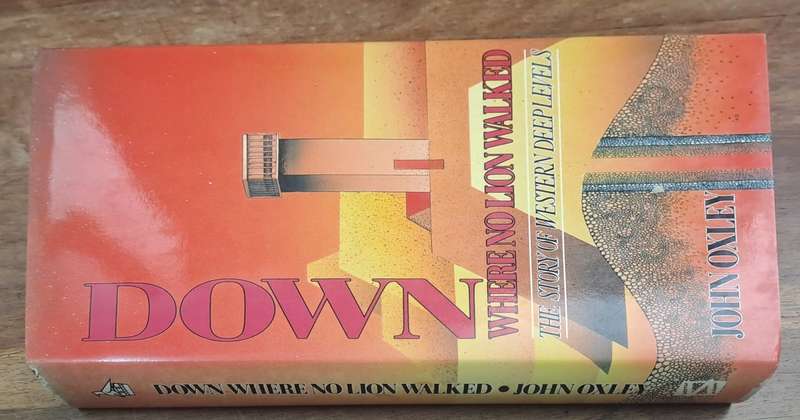 DOWN
WHERE NO LION WALKED
THE STORY OF WESTERN DEEP LEVELS
JOHN OXLEY
DOWN WHERE NO LION WALKED • JOHN OXLEY